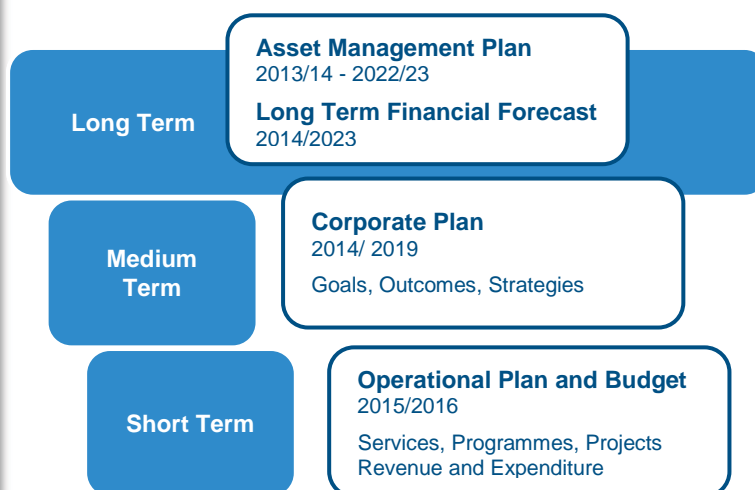 Asset Management Plan
2013/14 - 2022/23
Long Term Financial Forecast
2014/2023
Long Term
Corporate Plan
2014/ 2019
Goals, Outcomes, Strategies
Medium
Term
Operational Plan and Budget
2015/2016
Services, Programmes, Projects
Revenue and Expenditure
Short Term